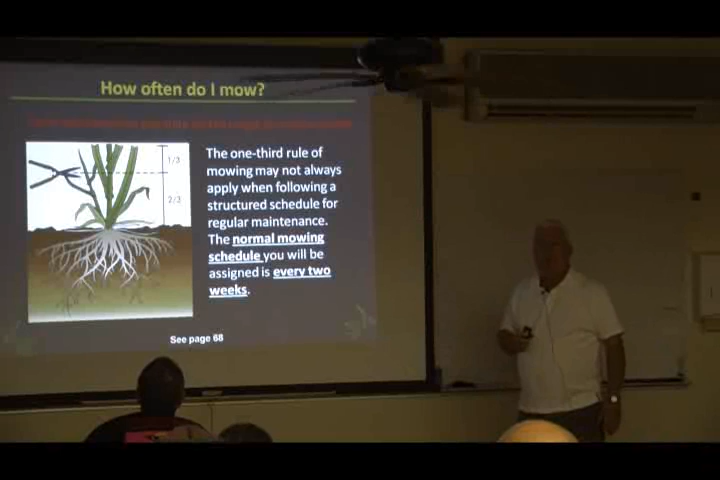 How often do I mow?
1/3
2/3
The one-third rule of
mowing may not always
apply when following a
structured schedule for
regular maintenance.
The normal mowing
schedule you will be
assigned is every two
weeks.
See page 68